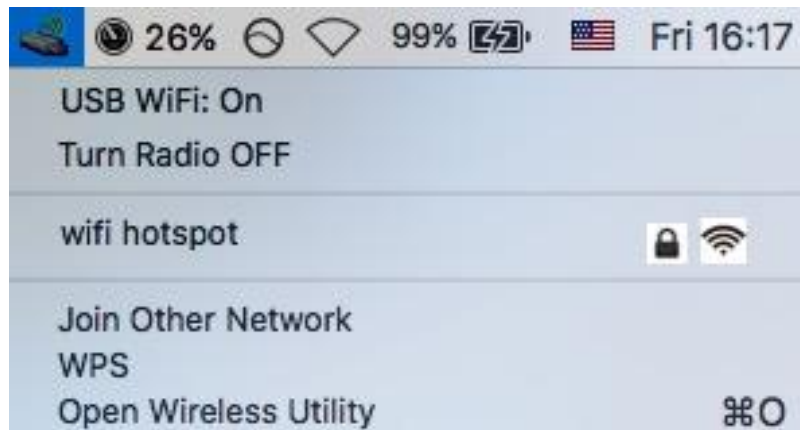 26% 99% Fri 16:17
USB WiFi: On
Turn Radio OFF
wifi hotspot
Join Other Network
WPS
Open Wireless Utility ⌘O